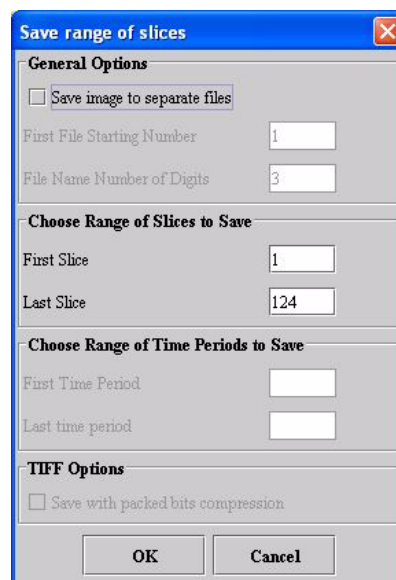 Save range of slices
General Options
Save image to separate files
First File Starting Number 1
File Name Number of Digits 3
Choose Range of Slices to Save
First Slice 1
Last Slice 124
Choose Range of Time Periods to Save
First Time Period
Last time period
TIFF Options
Save with packed bits compression
OK Cancel